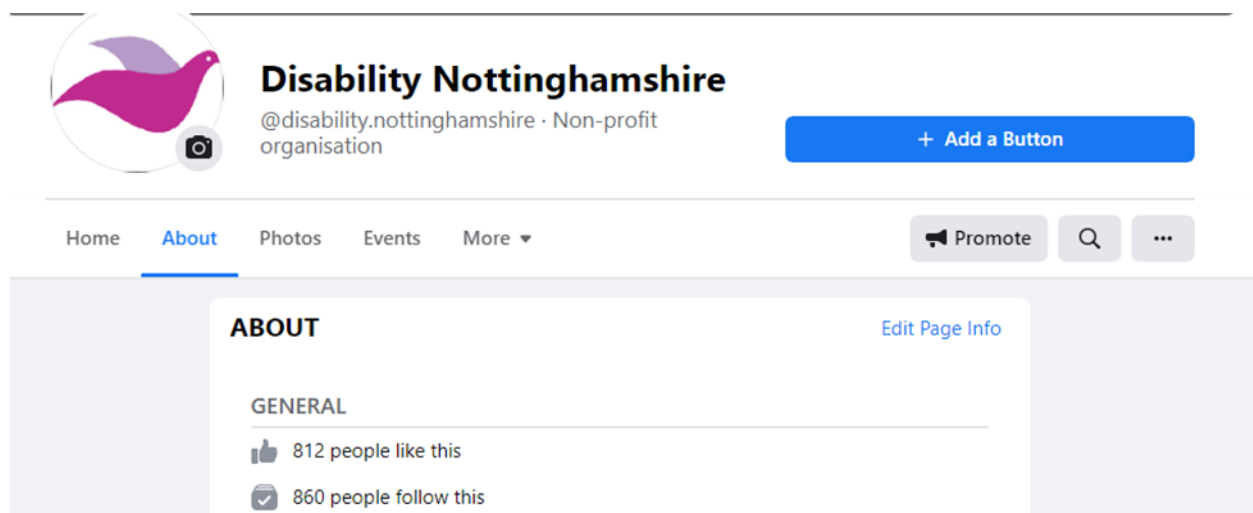 Disability Nottinghamshire
@disability.nottinghamshire · Non-profit
organisation
+ Add a Button
Home About Photos Events More
Promote
ABOUT
Edit Page Info
GENERAL
812 people like this
860 people follow this